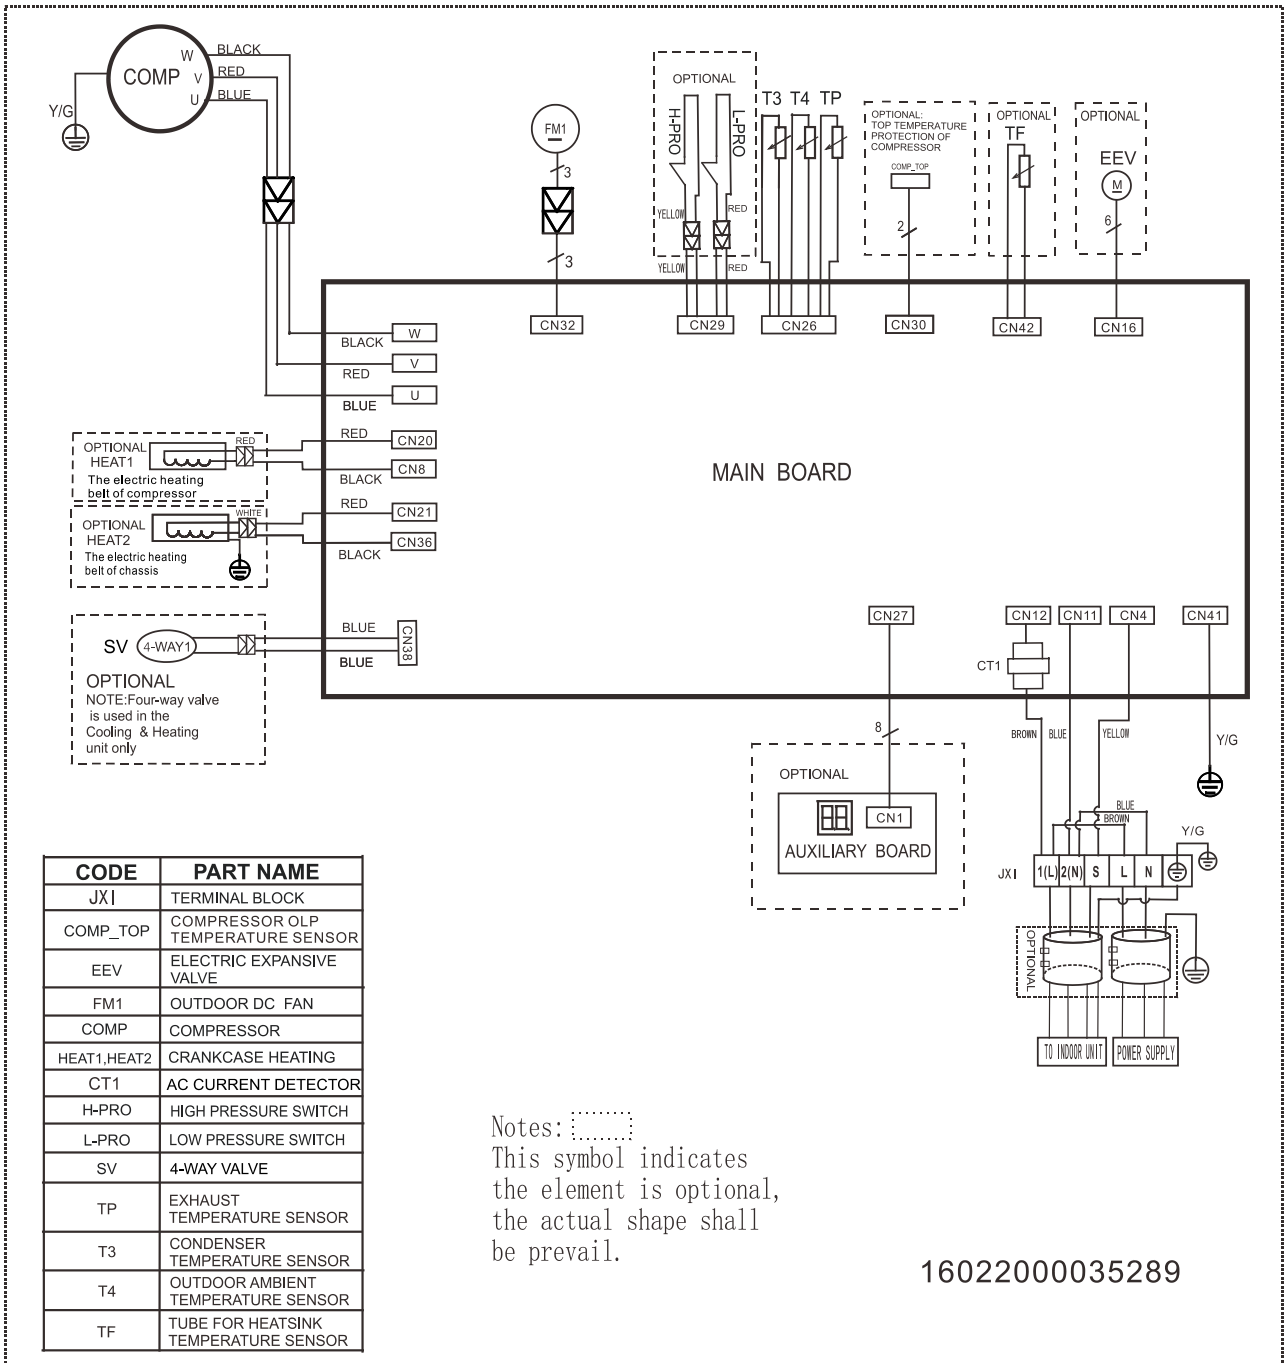 COMP
W
V
U
BLACK
RED
BLUE
Y/G
FM1
3
3
OPTIONAL
H-PRO
L-PRO
YELLOW
RED
YELLOW
RED
T3 T4 TP
OPTIONAL:
TOP TEMPERATURE
PROTECTION OF
COMPRESSOR
COMP_TOP
2
OPTIONAL
TF
OPTIONAL
EEV
M
6
CN32
CN29
CN26
CN30
CN42
CN16
BLACK
W
RED
V
BLUE
U
OPTIONAL
HEAT1
RED
The electric heating
belt of compressor
RED
CN20
BLACK
CN8
OPTIONAL
HEAT2
WHITE
The electric heating
belt of chassis
RED
CN21
BLACK
CN36
MAIN BOARD
SV
4-WAY1
BLUE
BLUE
CN38
OPTIONAL
NOTE:Four-way valve
is used in the
Cooling & Heating
unit only
CN27
CN12
CN11
CN4
CN41
CT1
8
BROWN
BLUE
YELLOW
Y/G
OPTIONAL
CN1
AUXILIARY BOARD
BLUE
BROWN
Y/G
JX1
1(L)
2(N)
S
L
N
OPTIONAL
TO INDOOR UNIT
POWER SUPPLY
CODE PART NAME
JX1 TERMINAL BLOCK
COMP_TOP COMPRESSOR OLP
TEMPERATURE SENSOR
EEV ELECTRIC EXPANSIVE
VALVE
FM1 OUTDOOR DC FAN
COMP COMPRESSOR
HEAT1,HEAT2 CRANKCASE HEATING
CT1 AC CURRENT DETECTOR
H-PRO HIGH PRESSURE SWITCH
L-PRO LOW PRESSURE SWITCH
SV 4-WAY VALVE
TP EXHAUST
TEMPERATURE SENSOR
T3 CONDENSER
TEMPERATURE SENSOR
T4 OUTDOOR AMBIENT
TEMPERATURE SENSOR
TF TUBE FOR HEATSINK
TEMPERATURE SENSOR
Notes:
This symbol indicates
the element is optional,
the actual shape shall
be prevail.
16022000035289